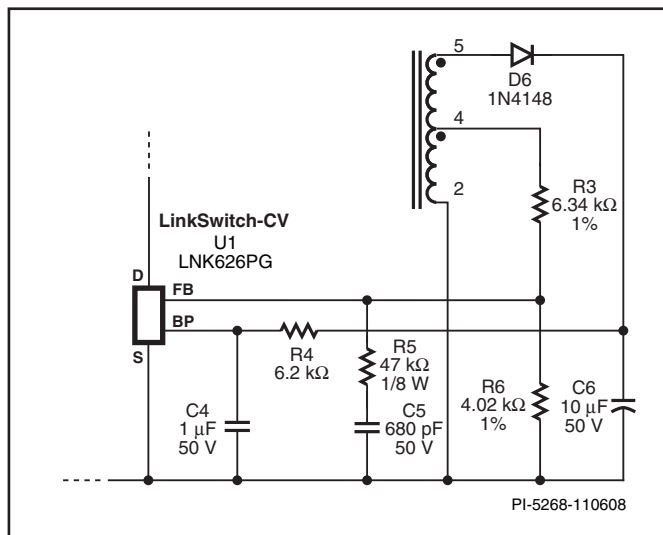 5
D6
1N4148
4
2
R3
6.34 kΩ
1%
LinkSwitch-CV
U1
LNK626PG
D
FB
BP
S
R4
6.2 kΩ
R5
47 kΩ
1/8 W
C4
1 μF
50 V
C5
680 pF
50 V
R6
4.02 kΩ
1%
C6
10 μF
50 V
PI-5268-110608